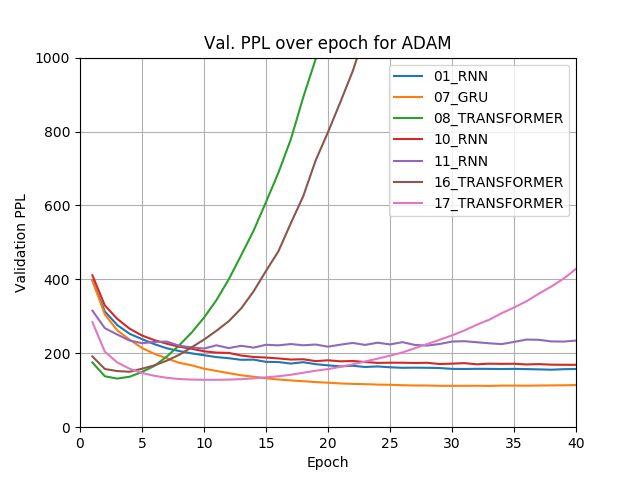 Val. PPL over epoch for ADAM
1000
800
600
400
200
0
Validation PPL
01_RNN
07_GRU
08_TRANSFORMER
10_RNN
11_RNN
16_TRANSFORMER
17_TRANSFORMER
0 5 10 15 20 25 30 35 40
Epoch